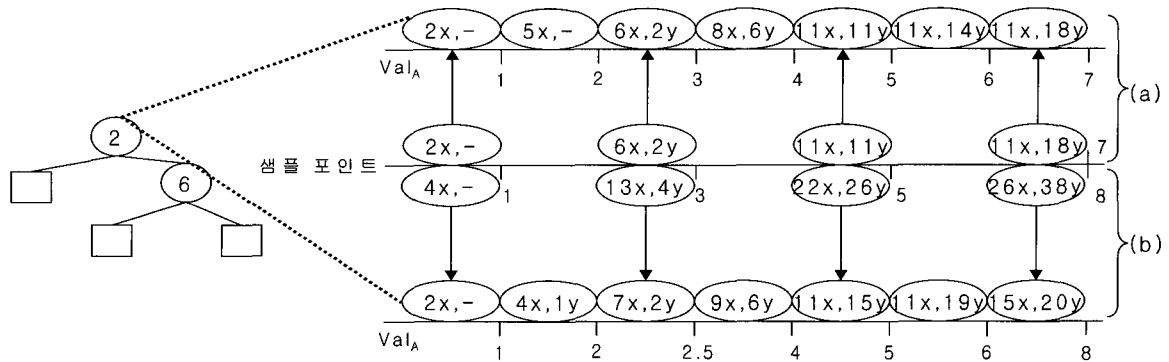 2x,- 5x,- 6x,2y 8x,6y 11x,11y 11x,14y 11x,18y
ValA 1 2 3 4 5 6 7
(a)
2
2x,- 6x,2y 11x,11y 11x,18y 7
샘플 포인트
6
4x,- 1 13x,4y 3 22x,26y 5 26x,38y 8
(b)
2x,- 4x,1y 7x,2y 9x,6y 11x,15y 11x,19y 15x,20y
ValA 1 2 2.5 4 5 6 8